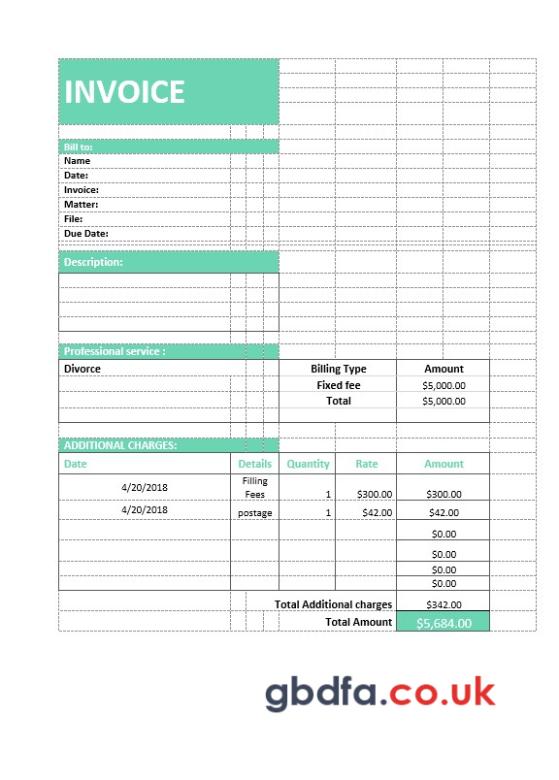 INVOICE
Bill to:
Name
Date:
Invoice:
Matter:
File:
Due Date:
Description:
Professional service :
Divorce Billing Type Amount
Fixed fee $5,000.00
Total $5,000.00
ADDITIONAL CHARGES:
Date Details Quantity Rate Amount
4/20/2018 Filling Fees 1 $300.00 $300.00
4/20/2018 postage 1 $42.00 $42.00
$0.00
$0.00
$0.00
$0.00
Total Additional charges $342.00
Total Amount $5,684.00
gbdfa.co.uk